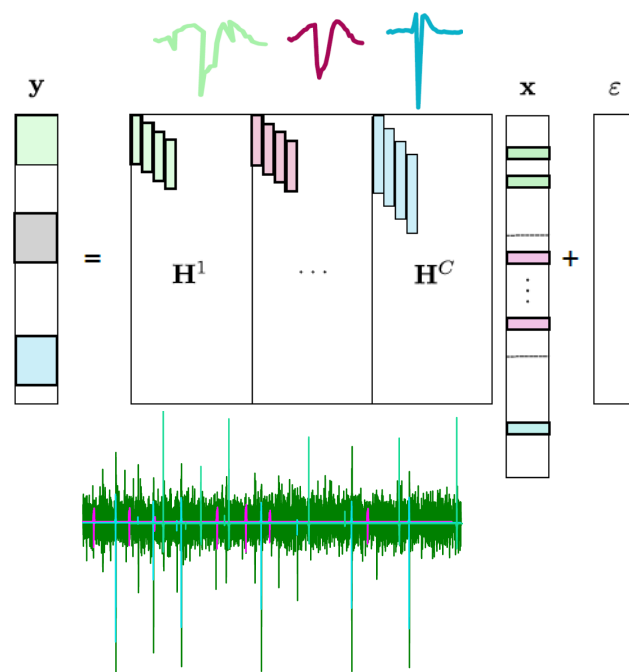 y x ε
= H¹ ··· H^C ⋮ +